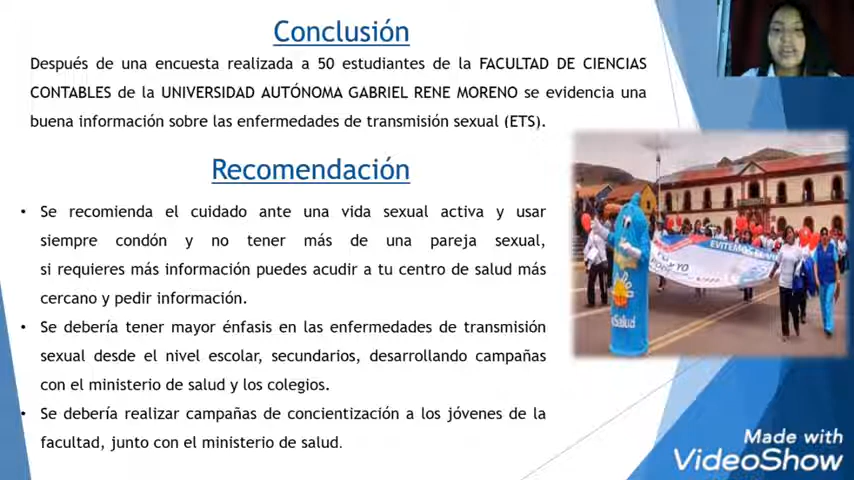 Conclusión
Después de una encuesta realizada a 50 estudiantes de la FACULTAD DE CIENCIAS
CONTABLES de la UNIVERSIDAD AUTÓNOMA GABRIEL RENE MORENO se evidencia una
buena información sobre las enfermedades de transmisión sexual (ETS).
Recomendación
• Se recomienda el cuidado ante una vida sexual activa y usar
siempre condón y no tener más de una pareja sexual,
si requieres más información puedes acudir a tu centro de salud más
cercano y pedir información.
• Se debería tener mayor énfasis en las enfermedades de transmisión
sexual desde el nivel escolar, secundarios, desarrollando campañas
con el ministerio de salud y los colegios.
• Se debería realizar campañas de concientización a los jóvenes de la
facultad, junto con el ministerio de salud.
EVITEMOS
Salud
Made with
VideoShow